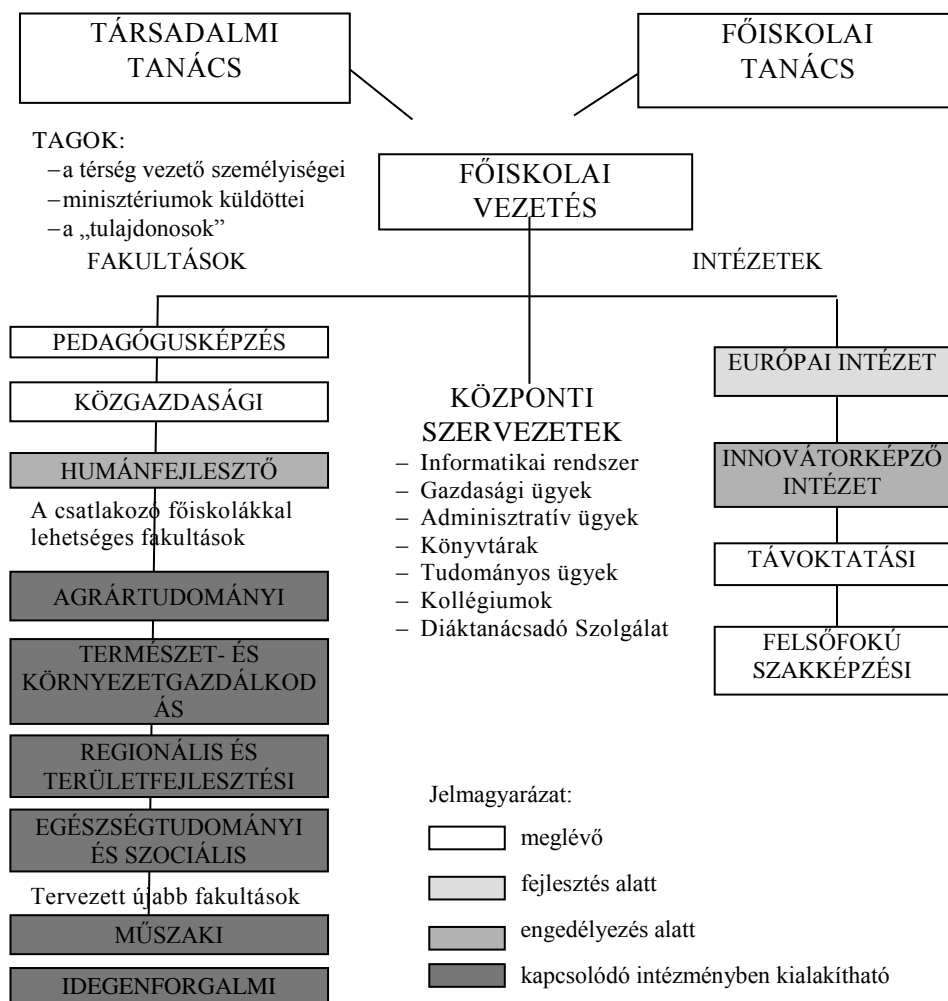 TÁRSADALMI
TANÁCS
FŐISKOLAI
TANÁCS
TAGOK:
–a térség vezető személyiségei
–minisztériumok küldöttei
–a „tulajdonosok”
FŐISKOLAI
VEZETÉS
FAKULTÁSOK
INTÉZETEK
PEDAGÓGUSKÉPZÉS
KÖZGAZDASÁGI
HUMÁNFEJLESZTŐ
A csatlakozó főiskolákkal
lehetséges fakultások
AGRÁRTUDOMÁNYI
TERMÉSZET- ÉS
KÖRNYEZETGAZDÁLKOD
ÁS
REGIONÁLIS ÉS
TERÜLETFEJLESZTÉSI
EGÉSZSÉGTUDOMÁNYI
ÉS SZOCIÁLIS
Tervezett újabb fakultások
MŰSZAKI
IDEGENFORGALMI
KÖZPONTI
SZERVEZETEK
– Informatikai rendszer
– Gazdasági ügyek
– Adminisztratív ügyek
– Könyvtárak
– Tudományos ügyek
– Kollégiumok
– Diáktanácsadó Szolgálat
EURÓPAI INTÉZET
INNOVÁTORKÉPZŐ
INTÉZET
TÁVOKTATÁSI
FELSŐFOKÚ
SZAKKÉPZÉSI
Jelmagyarázat:
meglévő
fejlesztés alatt
engedélyezés alatt
kapcsolódó intézményben kialakítható